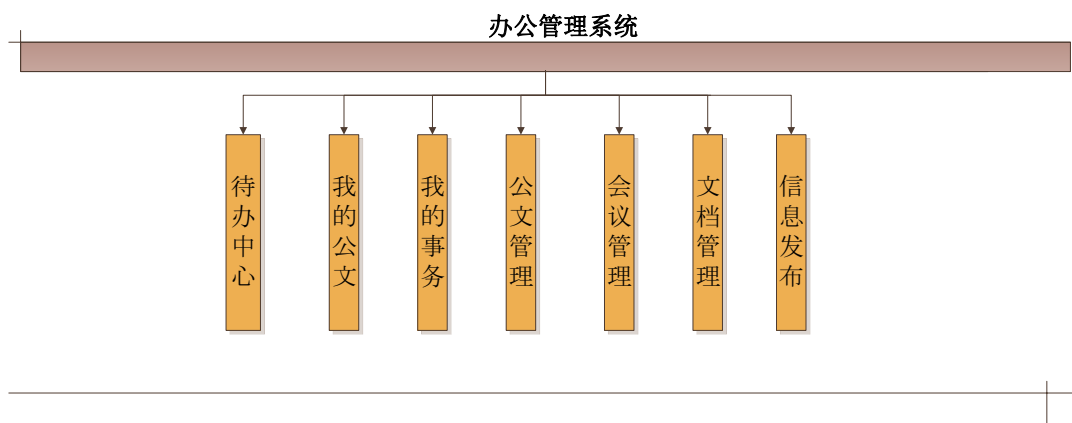 办公管理系统
待办中心
我的公文
我的事务
公文管理
会议管理
文档管理
信息发布